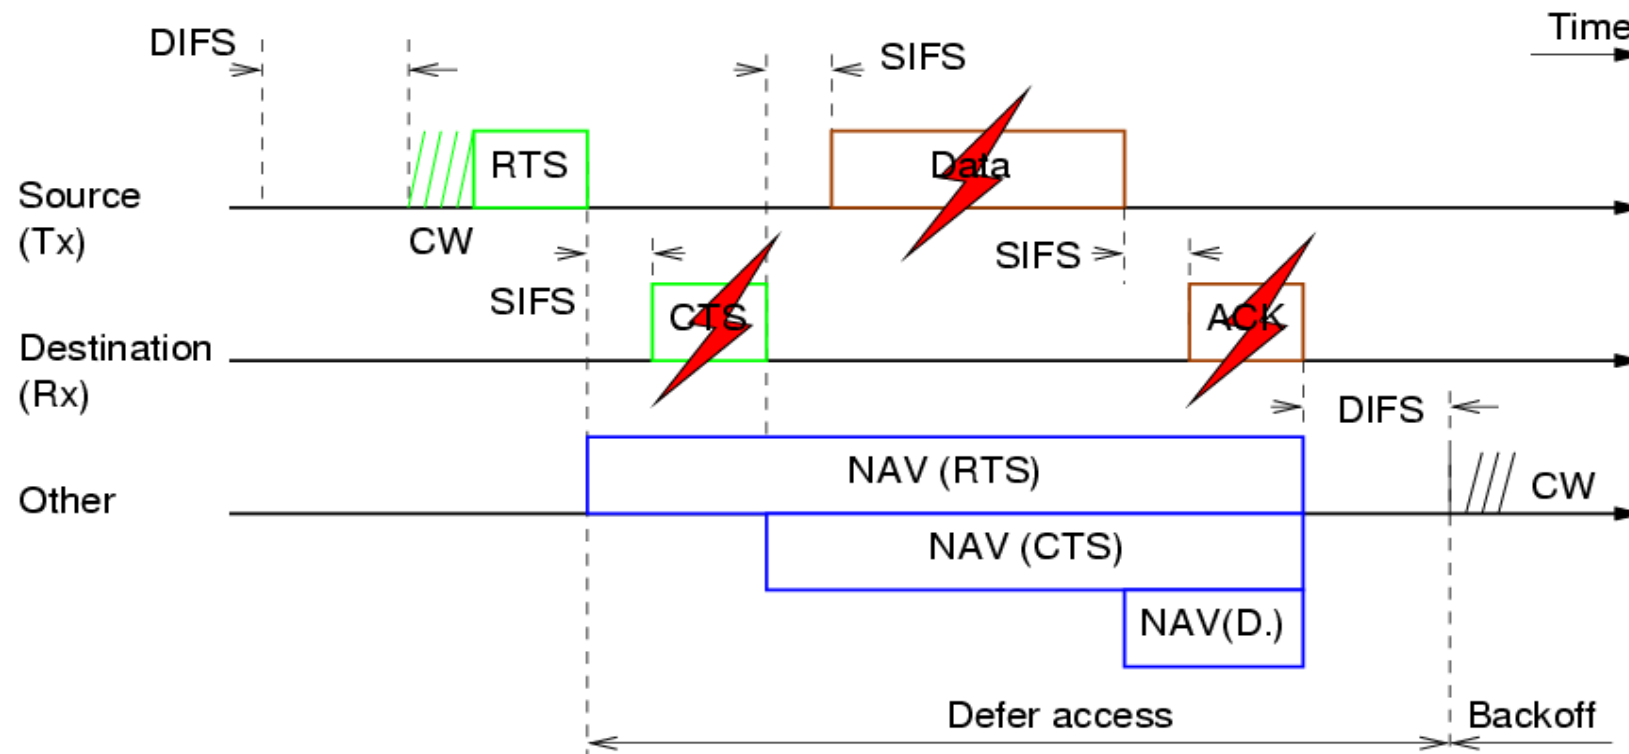 Time
DIFS
SIFS
RTS
Data
Source
(Tx)
CW
SIFS
SIFS
CTS
ACK
Destination
(Rx)
DIFS
NAV (RTS)
CW
Other
NAV (CTS)
NAV(D.)
Defer access
Backoff